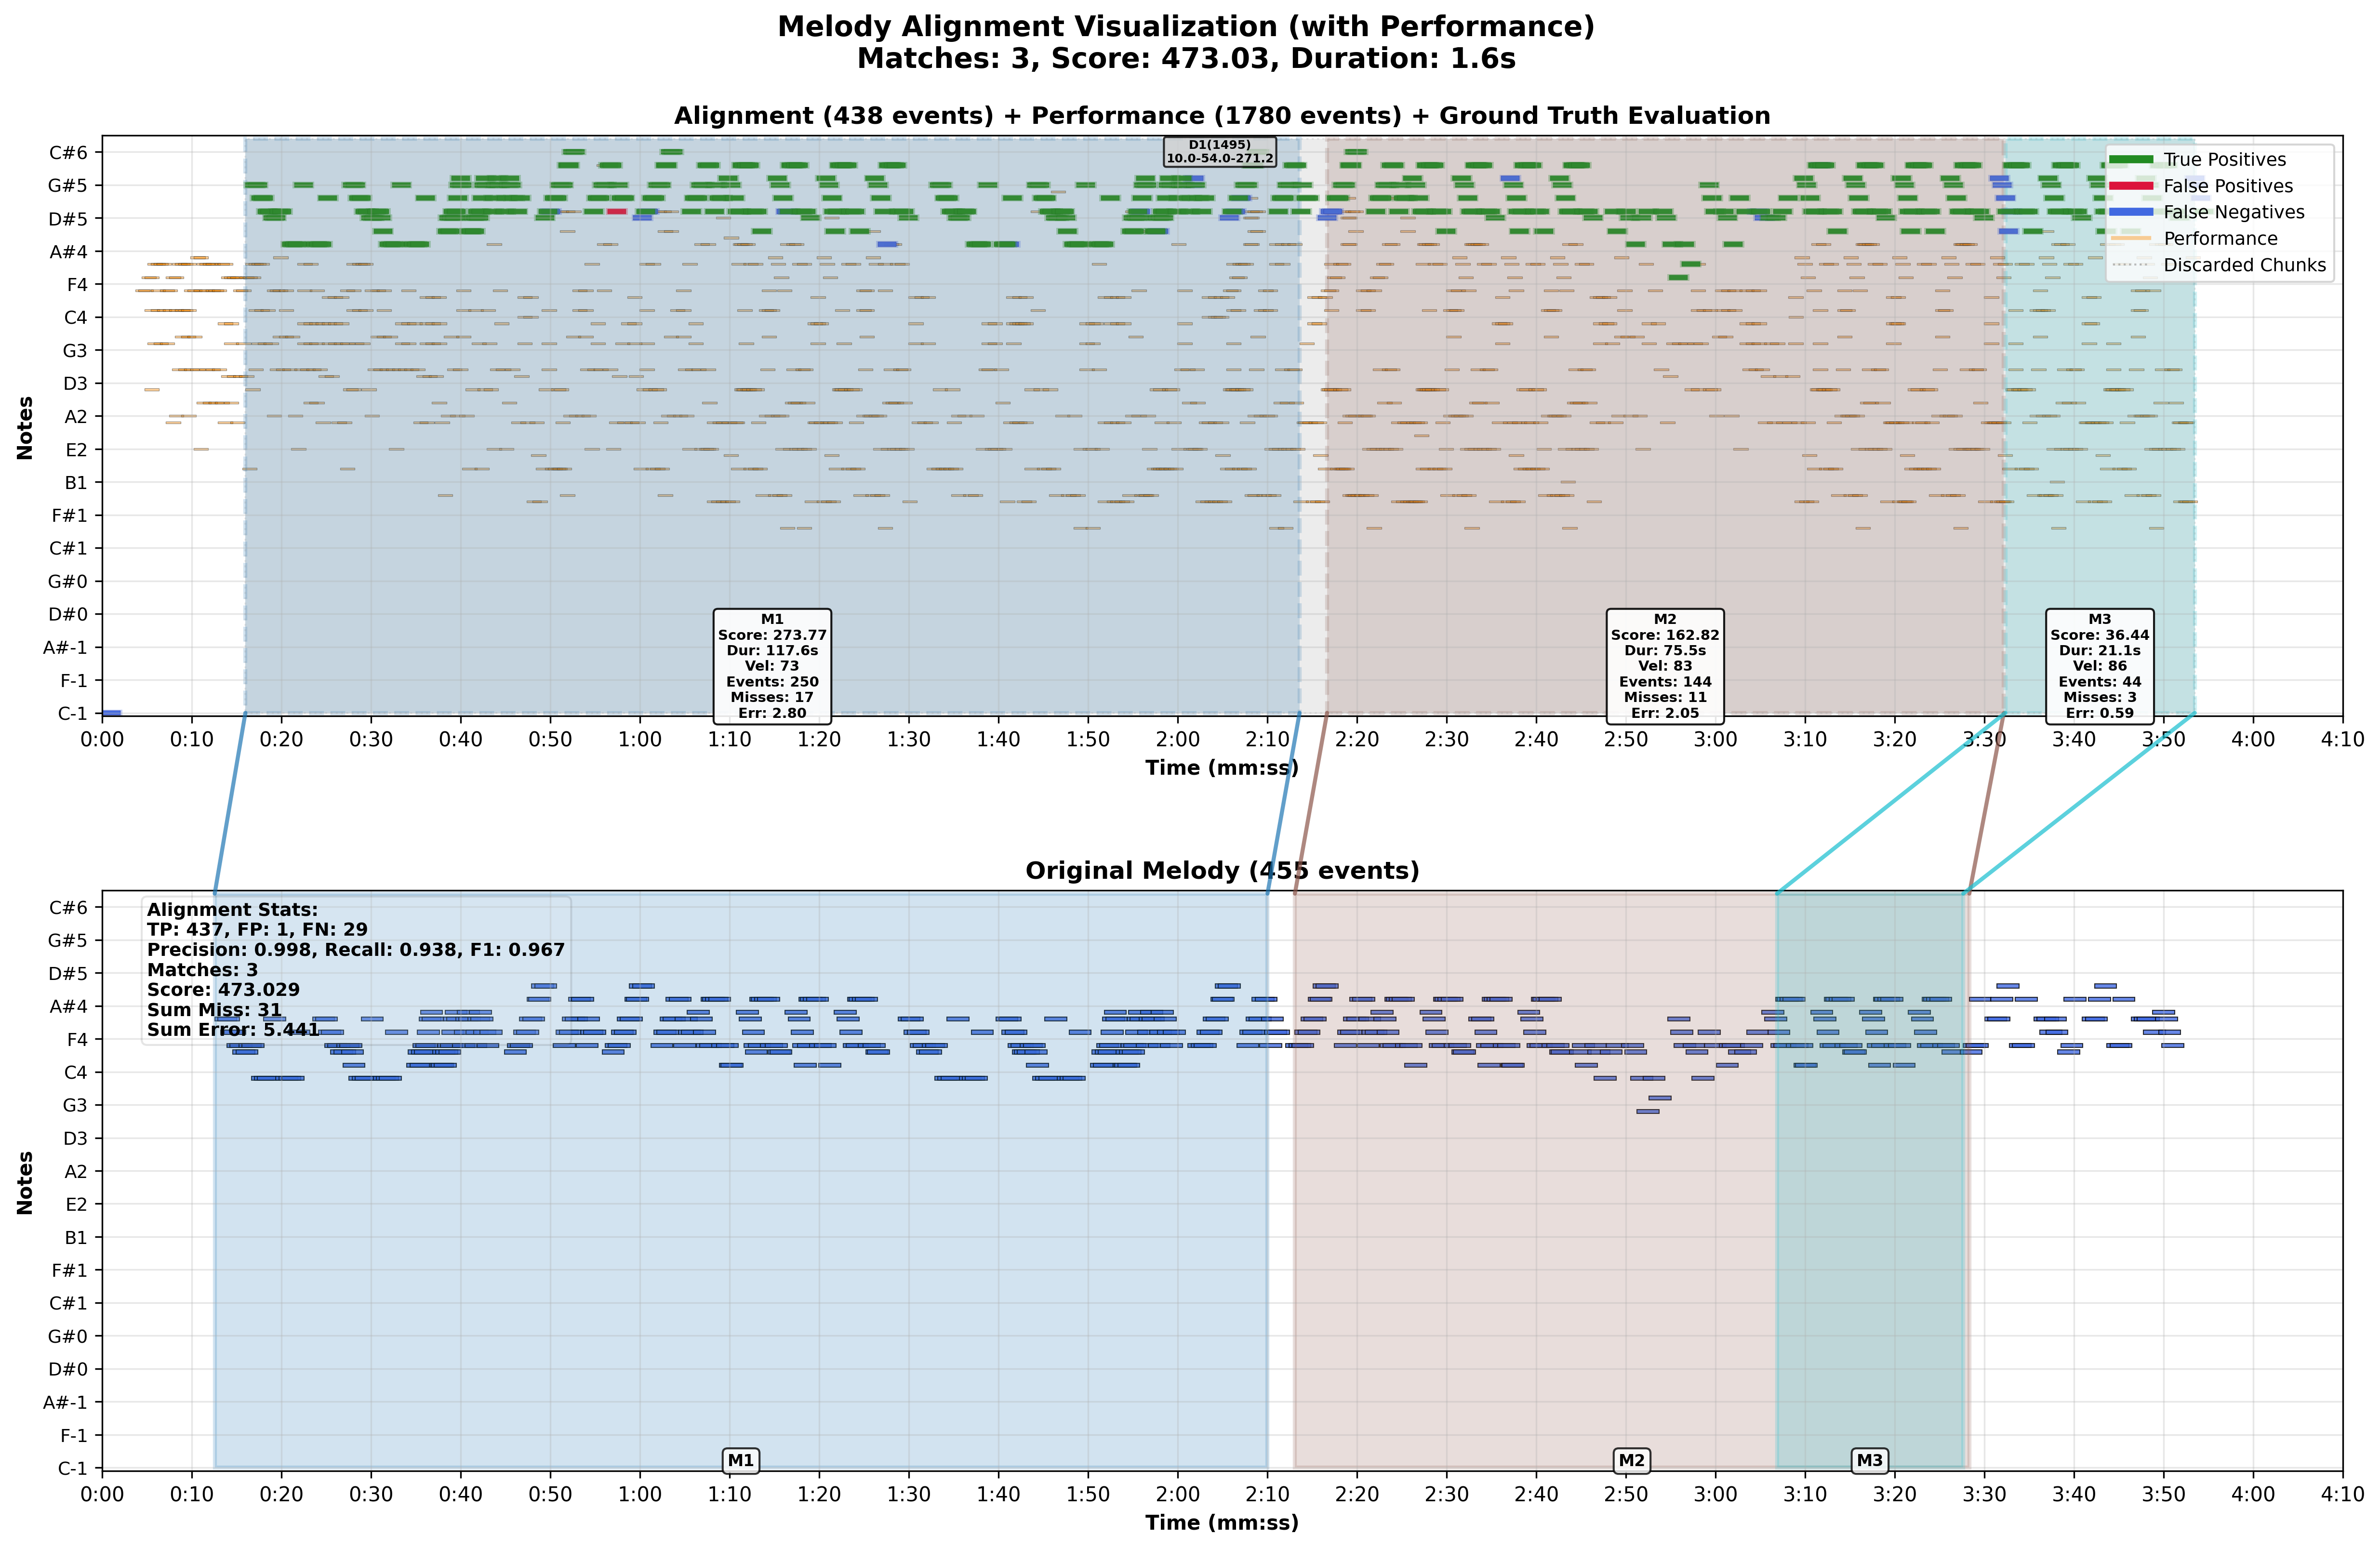 Melody Alignment Visualization (with Performance)
Matches: 3, Score: 473.03, Duration: 1.6s
Alignment (438 events) + Performance (1780 events) + Ground Truth Evaluation
Notes
C#6
G#5
D#5
A#4
F4
C4
G3
D3
A2
E2
B1
F#1
C#1
G#0
D#0
A#-1
F-1
C-1
D1(1495)
10.0-54.0-271.2
True Positives
False Positives
False Negatives
Performance
Discarded Chunks
M1
Score: 273.77
Dur: 117.6s
Vel: 73
Events: 250
Misses: 17
Err: 2.80
M2
Score: 162.82
Dur: 75.5s
Vel: 83
Events: 144
Misses: 11
Err: 2.05
M3
Score: 36.44
Dur: 21.1s
Vel: 86
Events: 44
Misses: 3
Err: 0.59
0:00 0:10 0:20 0:30 0:40 0:50 1:00 1:10 1:20 1:30 1:40 1:50 2:00 2:10 2:20 2:30 2:40 2:50 3:00 3:10 3:20 3:30 3:40 3:50 4:00 4:10
Time (mm:ss)
Original Melody (455 events)
Notes
C#6
G#5
D#5
A#4
F4
C4
G3
D3
A2
E2
B1
F#1
C#1
G#0
D#0
A#-1
F-1
C-1
Alignment Stats:
TP: 437, FP: 1, FN: 29
Precision: 0.998, Recall: 0.938, F1: 0.967
Matches: 3
Score: 473.029
Sum Miss: 31
Sum Error: 5.441
M1
M2
M3
0:00 0:10 0:20 0:30 0:40 0:50 1:00 1:10 1:20 1:30 1:40 1:50 2:00 2:10 2:20 2:30 2:40 2:50 3:00 3:10 3:20 3:30 3:40 3:50 4:00 4:10
Time (mm:ss)